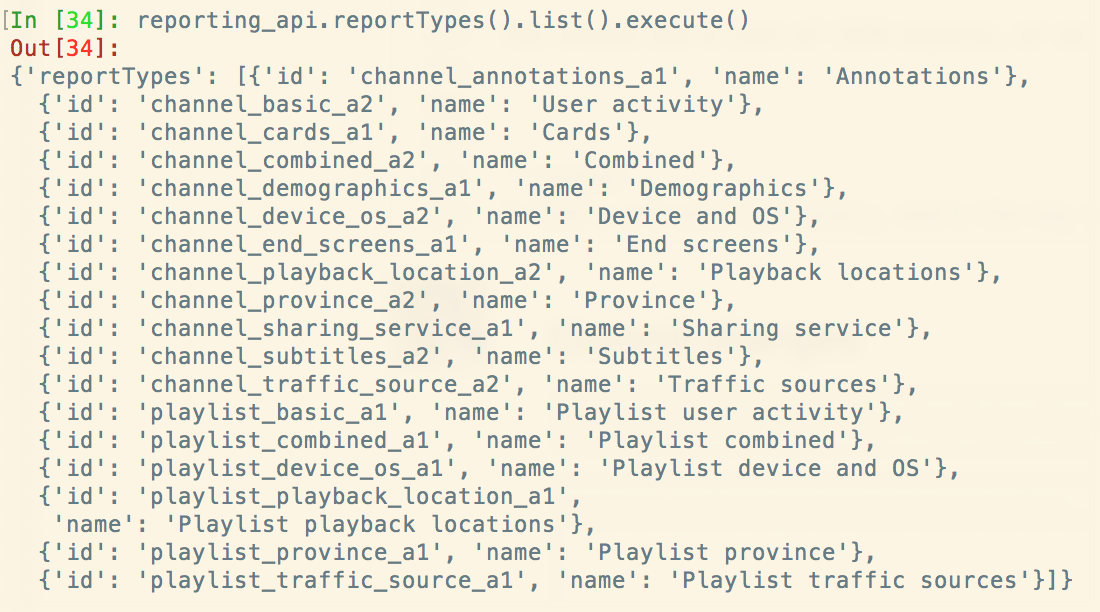 [In [34]: reporting_api.reportTypes().list().execute()
Out[34]:
{'reportTypes': [{'id': 'channel_annotations_a1', 'name': 'Annotations'},
  {'id': 'channel_basic_a2', 'name': 'User activity'},
  {'id': 'channel_cards_a1', 'name': 'Cards'},
  {'id': 'channel_combined_a2', 'name': 'Combined'},
  {'id': 'channel_demographics_a1', 'name': 'Demographics'},
  {'id': 'channel_device_os_a2', 'name': 'Device and OS'},
  {'id': 'channel_end_screens_a1', 'name': 'End screens'},
  {'id': 'channel_playback_location_a2', 'name': 'Playback locations'},
  {'id': 'channel_province_a2', 'name': 'Province'},
  {'id': 'channel_sharing_service_a1', 'name': 'Sharing service'},
  {'id': 'channel_subtitles_a2', 'name': 'Subtitles'},
  {'id': 'channel_traffic_source_a2', 'name': 'Traffic sources'},
  {'id': 'playlist_basic_a1', 'name': 'Playlist user activity'},
  {'id': 'playlist_combined_a1', 'name': 'Playlist combined'},
  {'id': 'playlist_device_os_a1', 'name': 'Playlist device and OS'},
  {'id': 'playlist_playback_location_a1',
   'name': 'Playlist playback locations'},
  {'id': 'playlist_province_a1', 'name': 'Playlist province'},
  {'id': 'playlist_traffic_source_a1', 'name': 'Playlist traffic sources'}]}